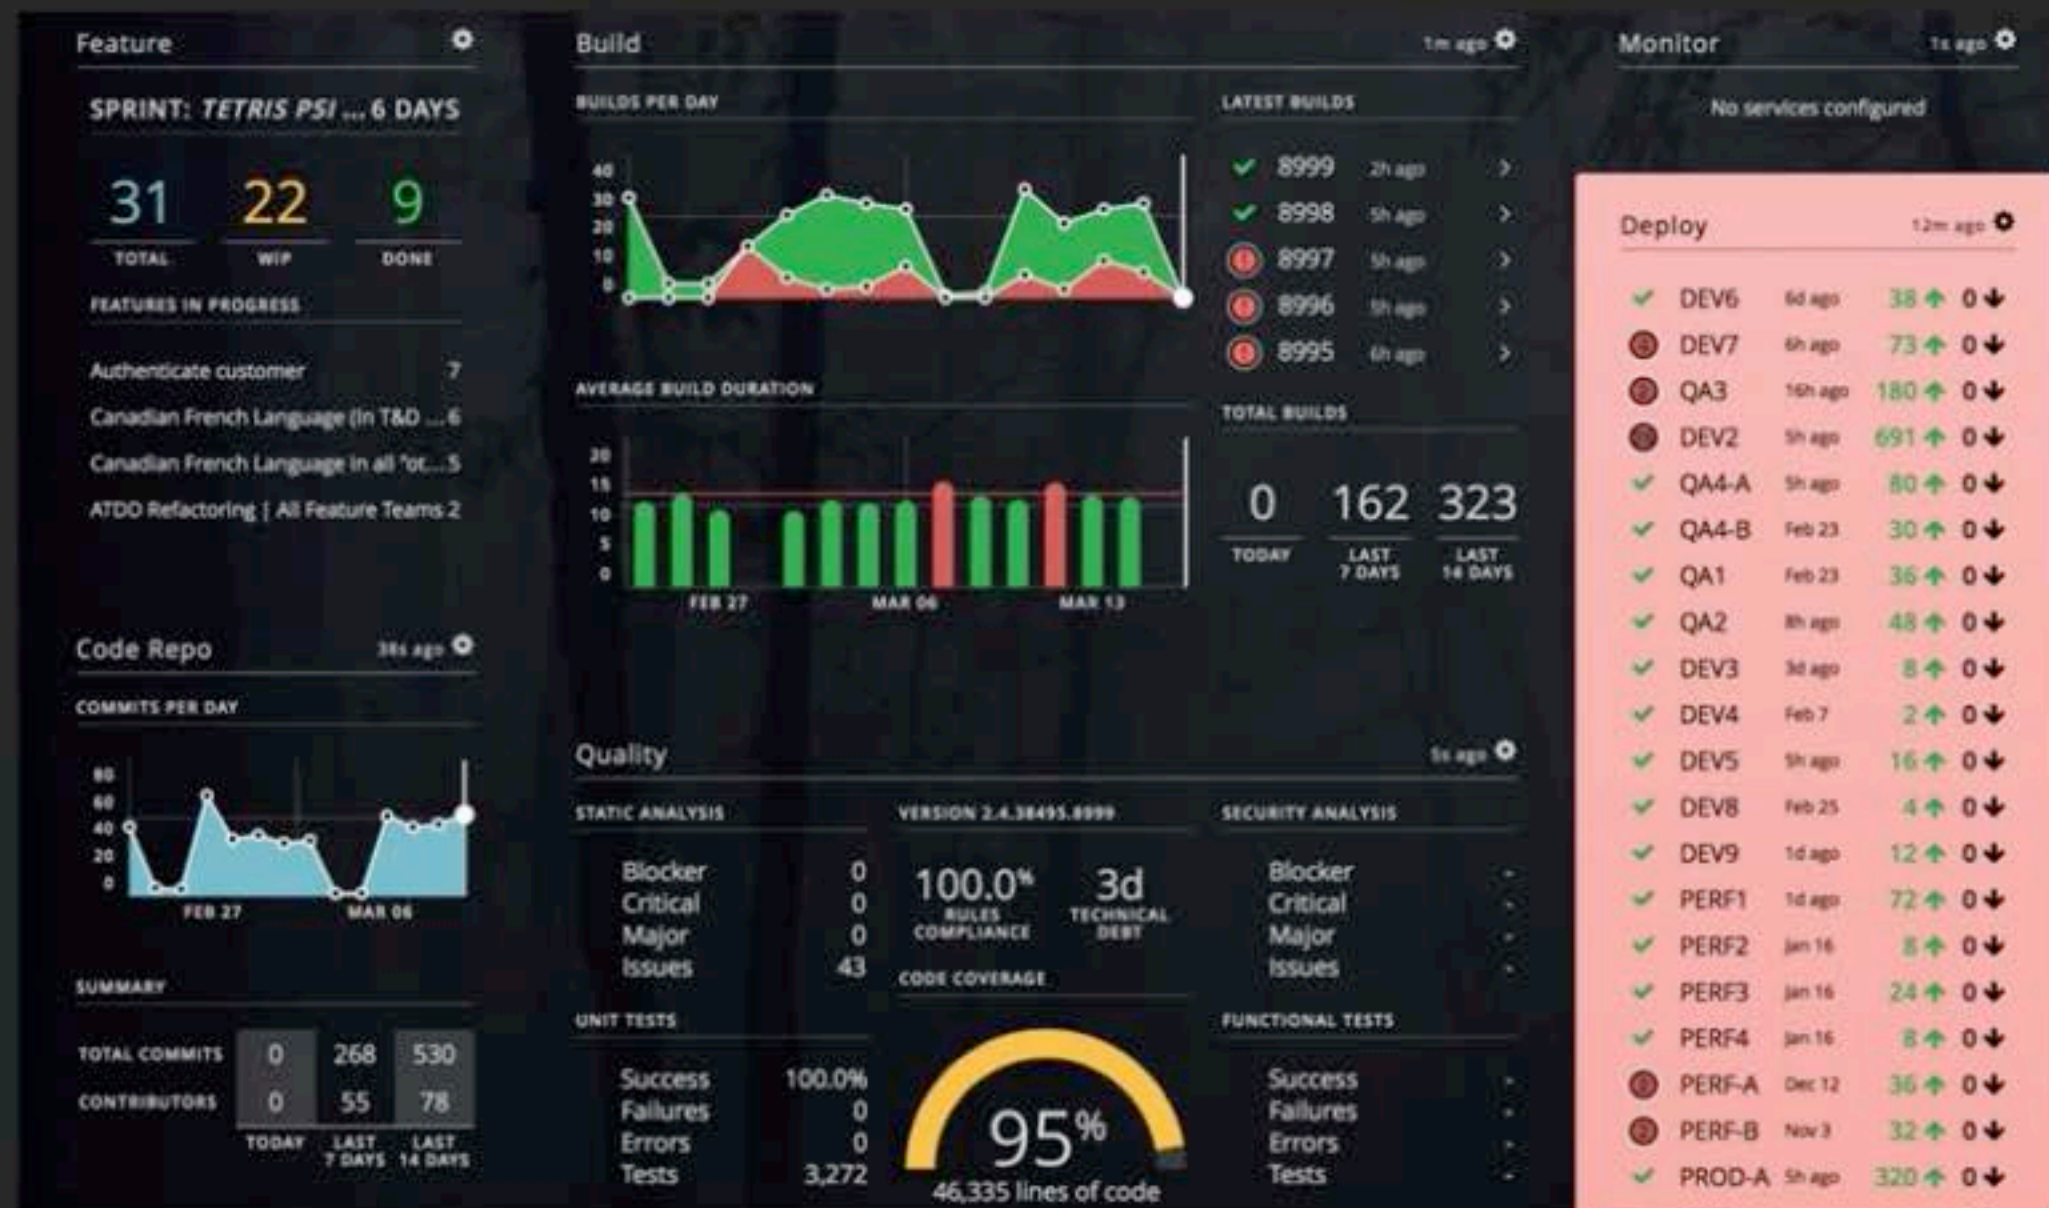 Feature
SPRINT: TETRIS PSI ... 6 DAYS
31 22 9
TOTAL WIP DONE
FEATURES IN PROGRESS
Authenticate customer 7
Canadian French Language (in T&D ... 6
Canadian French Language in all "ot... 5
ATDD Refactoring | All Feature Teams 2
Code Repo 38s ago
COMMITS PER DAY
80
60
40
20
0
FEB 27 MAR 06
SUMMARY
TOTAL COMMITS 0 268 530
CONTRIBUTORS 0 55 78
TODAY LAST 7 DAYS LAST 14 DAYS
Build 1m ago
BUILDS PER DAY
40
30
20
10
0
AVERAGE BUILD DURATION
20
15
10
5
0
FEB 27 MAR 06 MAR 13
LATEST BUILDS
8999 2h ago
8998 5h ago
8997 5h ago
8996 5h ago
8995 6h ago
TOTAL BUILDS
0 162 323
TODAY LAST 7 DAYS LAST 14 DAYS
Quality 5s ago
STATIC ANALYSIS
Blocker 0
Critical 0
Major 0
Issues 43
UNIT TESTS
Success 100.0%
Failures 0
Errors 0
Tests 3,272
VERSION 2.4.38495.8999
100.0% 3d
RULES COMPLIANCE TECHNICAL DEBT
CODE COVERAGE
95%
46,335 lines of code
SECURITY ANALYSIS
Blocker -
Critical -
Major -
Issues -
FUNCTIONAL TESTS
Success -
Failures -
Errors -
Tests -
Monitor 1s ago
No services configured
Deploy 12m ago
DEV6 6d ago 38 0
DEV7 6h ago 73 0
QA3 16h ago 180 0
DEV2 5h ago 691 0
QA4-A 5h ago 80 0
QA4-B Feb 23 30 0
QA1 Feb 23 36 0
QA2 8h ago 48 0
DEV3 3d ago 8 0
DEV4 Feb 7 2 0
DEV5 5h ago 16 0
DEV8 Feb 25 4 0
DEV9 1d ago 12 0
PERF1 1d ago 72 0
PERF2 Jan 16 8 0
PERF3 Jan 16 24 0
PERF4 Jan 16 8 0
PERF-A Dec 12 36 0
PERF-B Nov 3 32 0
PROD-A 5h ago 320 0